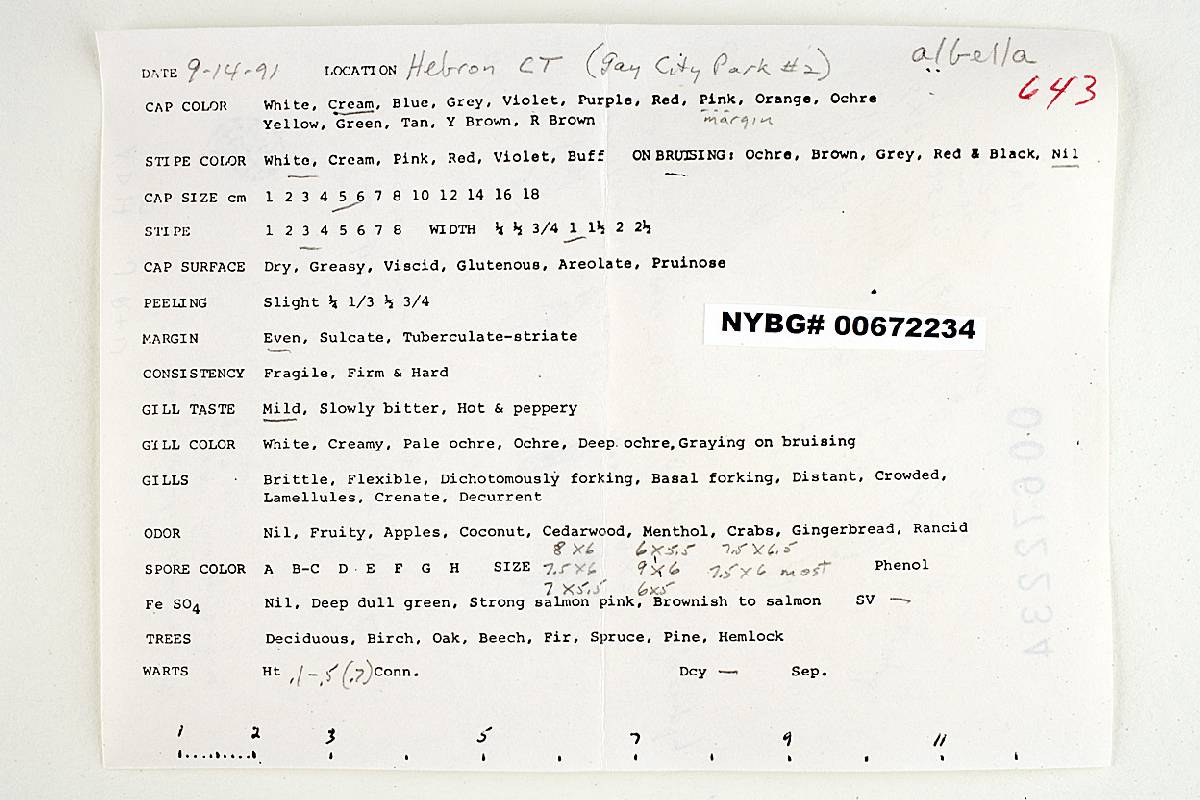 albella
DATE 9-14-91 LOCATION Hebron CT (Gay City Park #2)
643
CAP COLOR White, Cream, Blue, Grey, Violet, Purple, Red, Pink, Orange, Ochre
margin
Yellow, Green, Tan, Y Brown, R Brown
STIPE COLOR White, Cream, Pink, Red, Violet, Buff ON BRUISING: Ochre, Brown, Grey, Red & Black, Nil
CAP SIZE cm 1 2 3 4 5 6 7 8 10 12 14 16 18
STIPE 1 2 3 4 5 6 7 8 WIDTH ¼ ½ 3/4 1 1½ 2 2½
CAP SURFACE Dry, Greasy, Viscid, Glutenous, Areolate, Pruinose
PEELING Slight ¼ 1/3 ½ 3/4
NYBG# 00672234
MARGIN Even, Sulcate, Tuberculate-striate
CONSISTENCY Fragile, Firm & Hard
GILL TASTE Mild, Slowly bitter, Hot & peppery
GILL COLOR White, Creamy, Pale ochre, Ochre, Deep ochre, Graying on bruising
GILLS Brittle, Flexible, Dichotomously forking, Basal forking, Distant, Crowded,
Lamellules, Crenate, Decurrent
ODOR Nil, Fruity, Apples, Coconut, Cedarwood, Menthol, Crabs, Gingerbread, Rancid
8 x 6 6 x 5.5 7.5 x 6.5
SPORE COLOR A B-C D E F G H SIZE 7.5 x 6 9 x 6 7.5 x 6 most Phenol
7 x 5.5 6x5
Fe SO4 Nil, Deep dull green, Strong salmon pink, Brownish to salmon SV —
TREES Deciduous, Birch, Oak, Beech, Fir, Spruce, Pine, Hemlock
WARTS Ht .1-.5 (.7) Conn. Dcy — Sep.
1 2 3 5 7 9 11